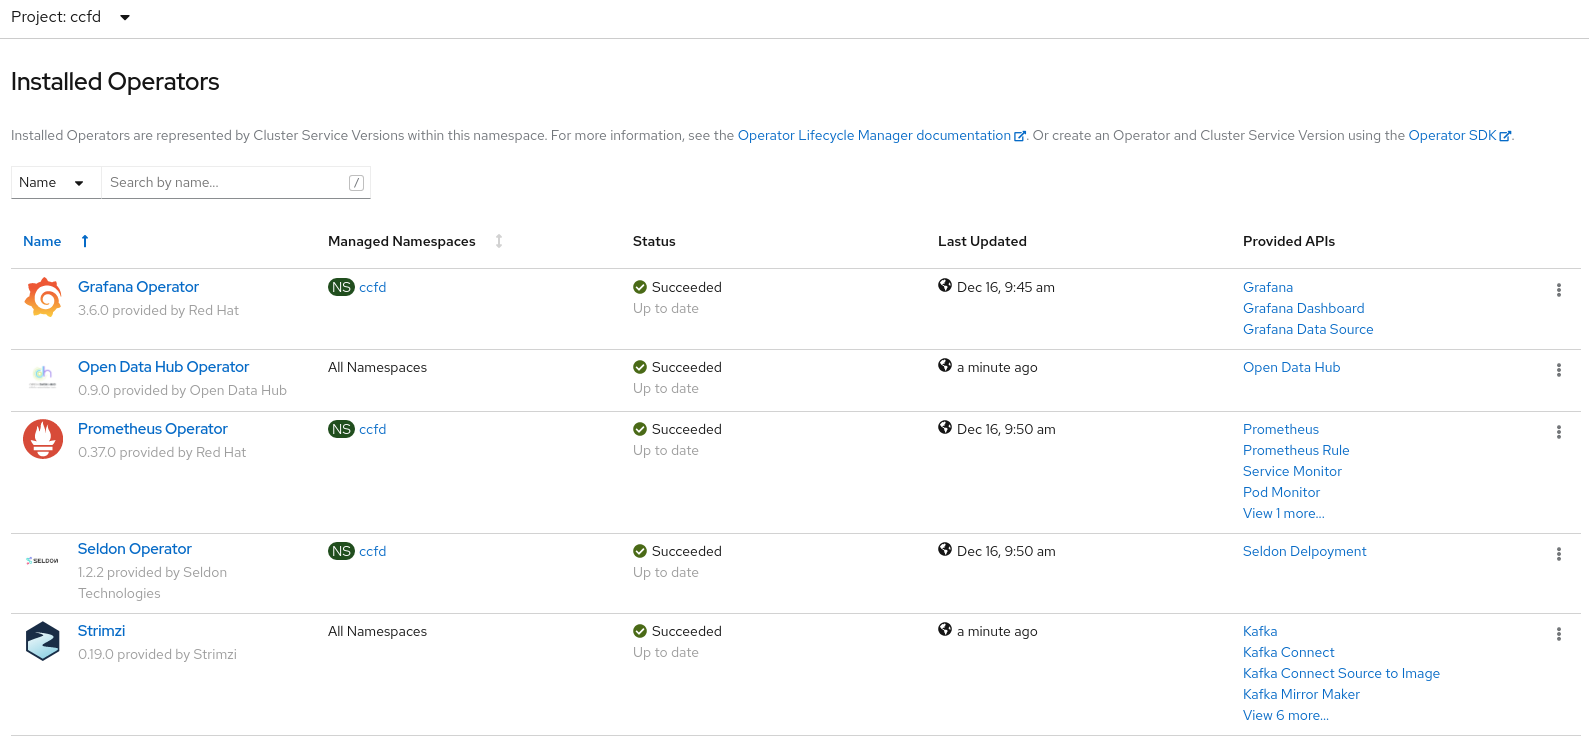 Project: ccfd
Installed Operators
Installed Operators are represented by Cluster Service Versions within this namespace. For more information, see the Operator Lifecycle Manager documentation. Or create an Operator and Cluster Service Version using the Operator SDK.
Name Search by name... /
Name Managed Namespaces Status Last Updated Provided APIs
Grafana Operator NS ccfd Succeeded Dec 16, 9:45 am Grafana
3.6.0 provided by Red Hat Up to date Grafana Dashboard
Grafana Data Source
Open Data Hub Operator All Namespaces Succeeded a minute ago Open Data Hub
0.9.0 provided by Open Data Hub Up to date
Prometheus Operator NS ccfd Succeeded Dec 16, 9:50 am Prometheus
0.37.0 provided by Red Hat Up to date Prometheus Rule
Service Monitor
Pod Monitor
View 1 more...
SELDON Seldon Operator NS ccfd Succeeded Dec 16, 9:50 am Seldon Delpoyment
1.2.2 provided by Seldon Up to date
Technologies
Strimzi All Namespaces Succeeded a minute ago Kafka
0.19.0 provided by Strimzi Up to date Kafka Connect
Kafka Connect Source to Image
Kafka Mirror Maker
View 6 more...